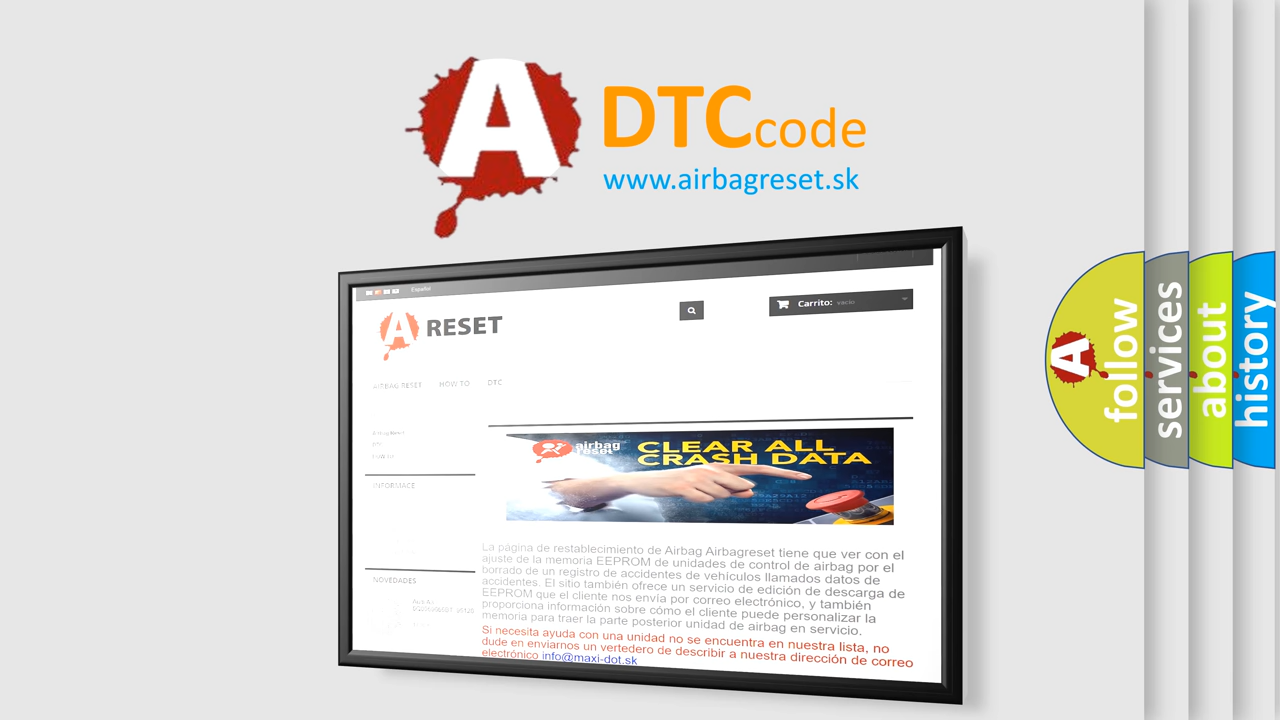 A
DTCcode
www.airbagreset.sk
Español
A RESET
Carrito: vacío
AIRBAG RESET HOW TO DTC
INFORMACE
airbag
reset
CLEAR ALL
CRASH DATA
NOVEDADES
La página de restablecimiento de Airbag Airbagreset tiene que ver con el
ajuste de la memoria EEPROM de unidades de control de airbag por el
borrado de un registro de accidentes de vehículos llamados datos de
accidentes. El sitio también ofrece un servicio de edición de descarga de
EEPROM que el cliente nos envía por correo electrónico, y también
proporciona información sobre cómo el cliente puede personalizar la
memoria para traer la parte posterior unidad de airbag en servicio.
Si necesita ayuda con una unidad no se encuentra en nuestra lista, no
dude en enviarnos un vertedero de describir a nuestra dirección de correo
electrónico info@maxi-dot.sk
A
follow
services
about
history